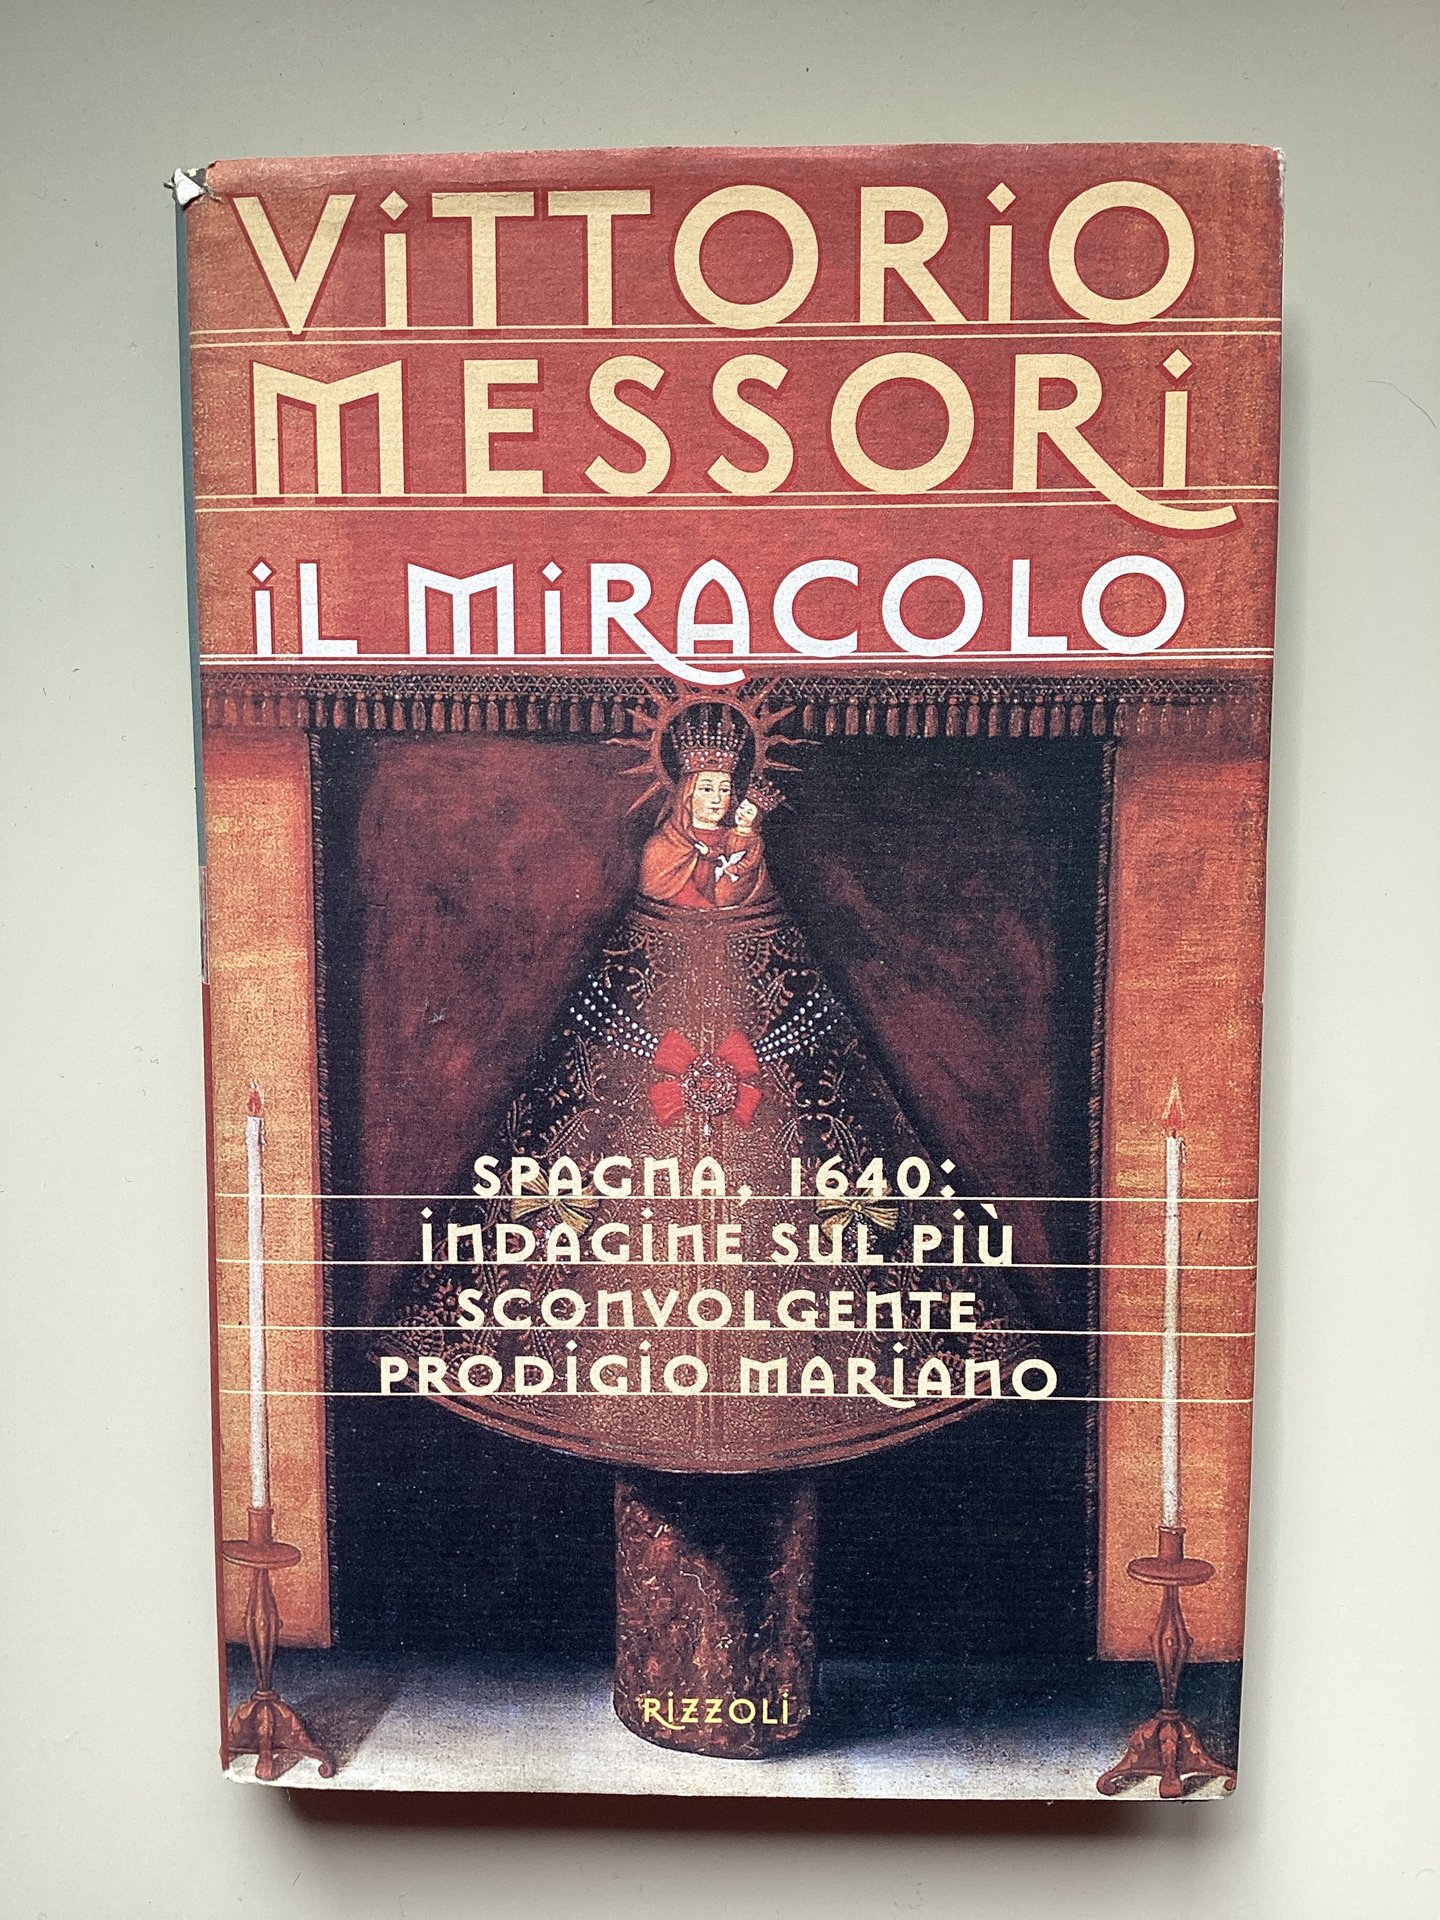 VITTORIO
MESSORI
IL MIRACOLO
SPAGNA, 1640:
INDAGINE SUL PIÙ
SCONVOLGENTE
PRODIGIO MARIANO
RIZZOLI